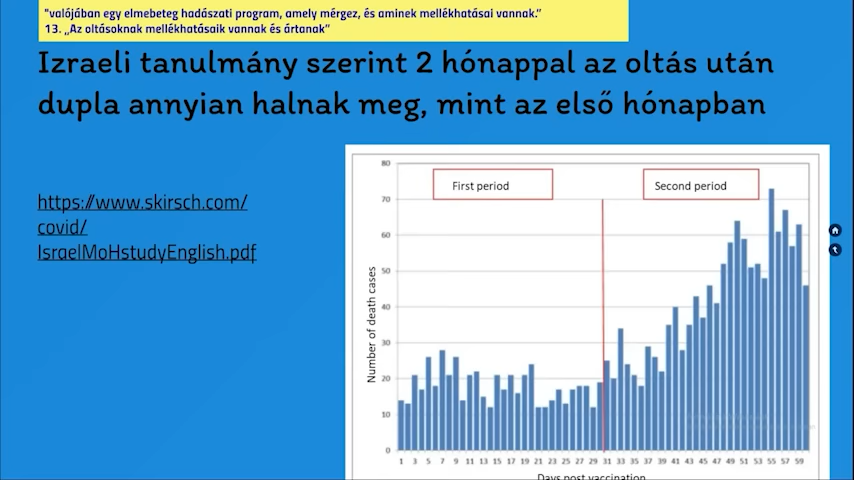 "valójában egy elmebeteg hadászati program, amely mérgez, és aminek mellékhatásai vannak."
13. „Az oltásoknak mellékhatásaik vannak és ártanak”
Izraeli tanulmány szerint 2 hónappal az oltás után
dupla annyian halnak meg, mint az első hónapban
https://www.skirsch.com/
covid/
IsraelMoHstudyEnglish.pdf
First period
Second period
Number of death cases
80
70
60
50
40
30
20
10
0
1 3 5 7 9 11 13 15 17 19 21 23 25 27 29 31 33 35 37 39 41 43 45 47 49 51 53 55 57 59
Days post vaccination